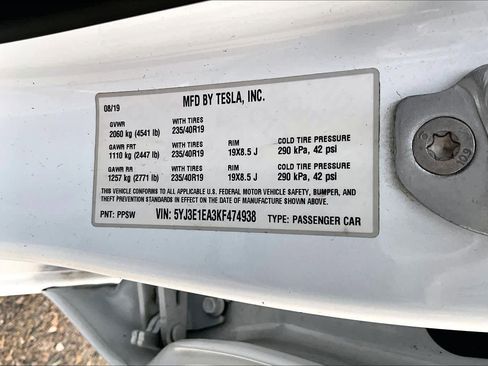 08/19 MFD BY TESLA, INC.
GVWR WITH TIRES
2060 kg (4541 lb) 235/40R19
GAWR FRT WITH TIRES RIM COLD TIRE PRESSURE
1110 kg (2447 lb) 235/40R19 19X8.5 J 290 kPa, 42 psi
GAWR RR WITH TIRES RIM COLD TIRE PRESSURE
1257 kg (2771 lb) 235/40R19 19X8.5 J 290 kPa, 42 psi
THIS VEHICLE CONFORMS TO ALL APPLICABLE U.S. FEDERAL MOTOR VEHICLE SAFETY, BUMPER, AND
THEFT PREVENTION STANDARDS IN EFFECT ON THE DATE OF MANUFACTURE SHOWN ABOVE.
PNT: PPSW VIN: 5YJ3E1EA3KF474938 TYPE: PASSENGER CAR
10.9